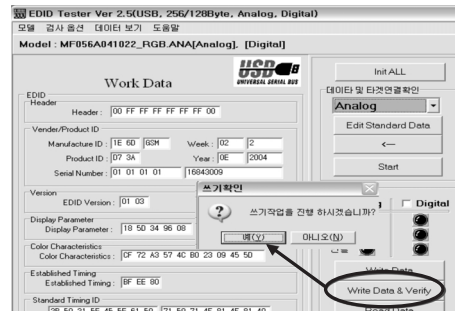 EDID Tester Ver 2.5(USB, 256/128Byte, Analog, Digital)
모델 검사 옵션 데이터 보기 도움말
Model : MF056A041022_RGB.ANA[Analog]. [Digital]
Work Data
USB
UNIVERSAL SERIAL BUS
EDID
Header
Header : 00 FF FF FF FF FF FF 00
Vender/Product ID
Manufacture ID : 1E 6D GSM Week : 02 2
Product ID : D7 3A Year : 0E 2004
Serial Number : 01 01 01 01 16843009
Version
EDID Version : 01 03
Display Parameter
Display Parameter : 18 5D 34 96 08
Color Characteristics
Color Characteristics : CF 72 A3 57 4C B0 23 09 45 5D
Established Timing
Established Timing : BF EE 80
Standard Timing ID
Init ALL
데이타 및 타겟연결확인
Analog
Edit Standard Data
<--
Start
Digital
쓰기확인
쓰기작업을 진행 하시겠습니까?
예(Y) 아니오(N)
Write Data
Write Data & Verify
Read Data